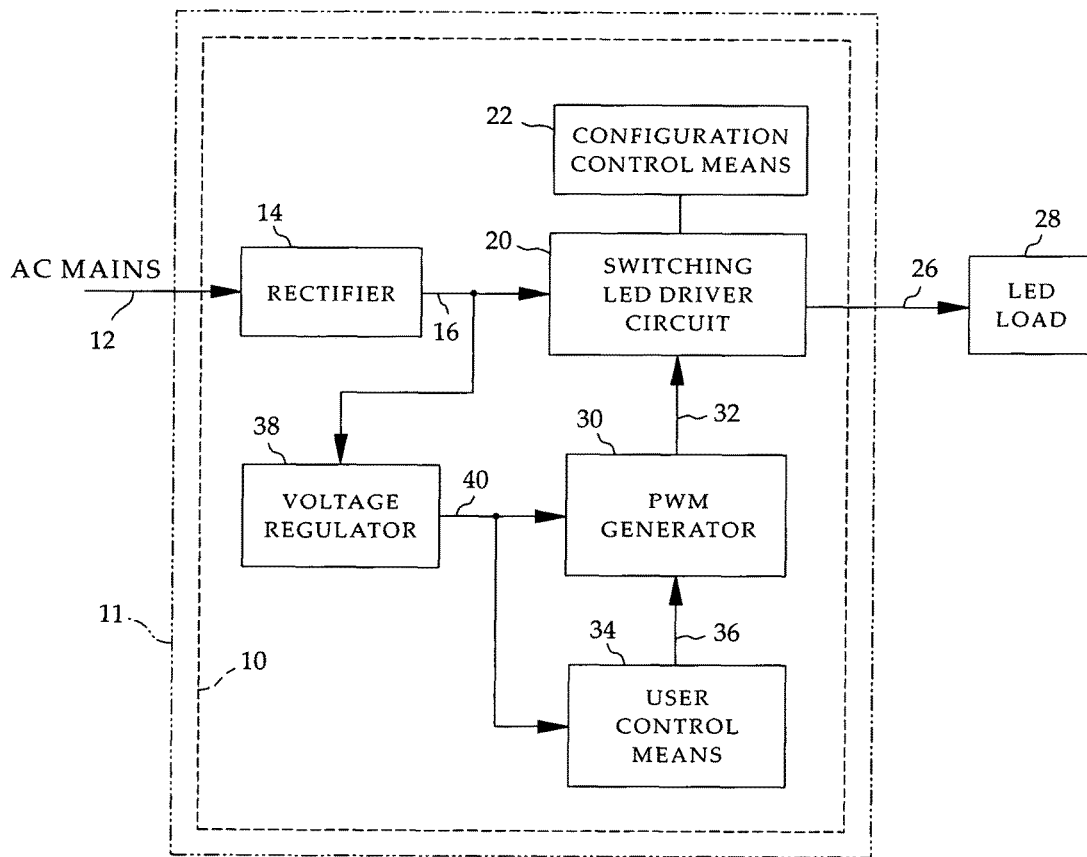 22
CONFIGURATION
CONTROL MEANS
14
20
28
AC MAINS
RECTIFIER
SWITCHING
LED DRIVER
CIRCUIT
26
LED
LOAD
12
16
38
30
32
40
VOLTAGE
REGULATOR
PWM
GENERATOR
11
10
34
36
USER
CONTROL
MEANS